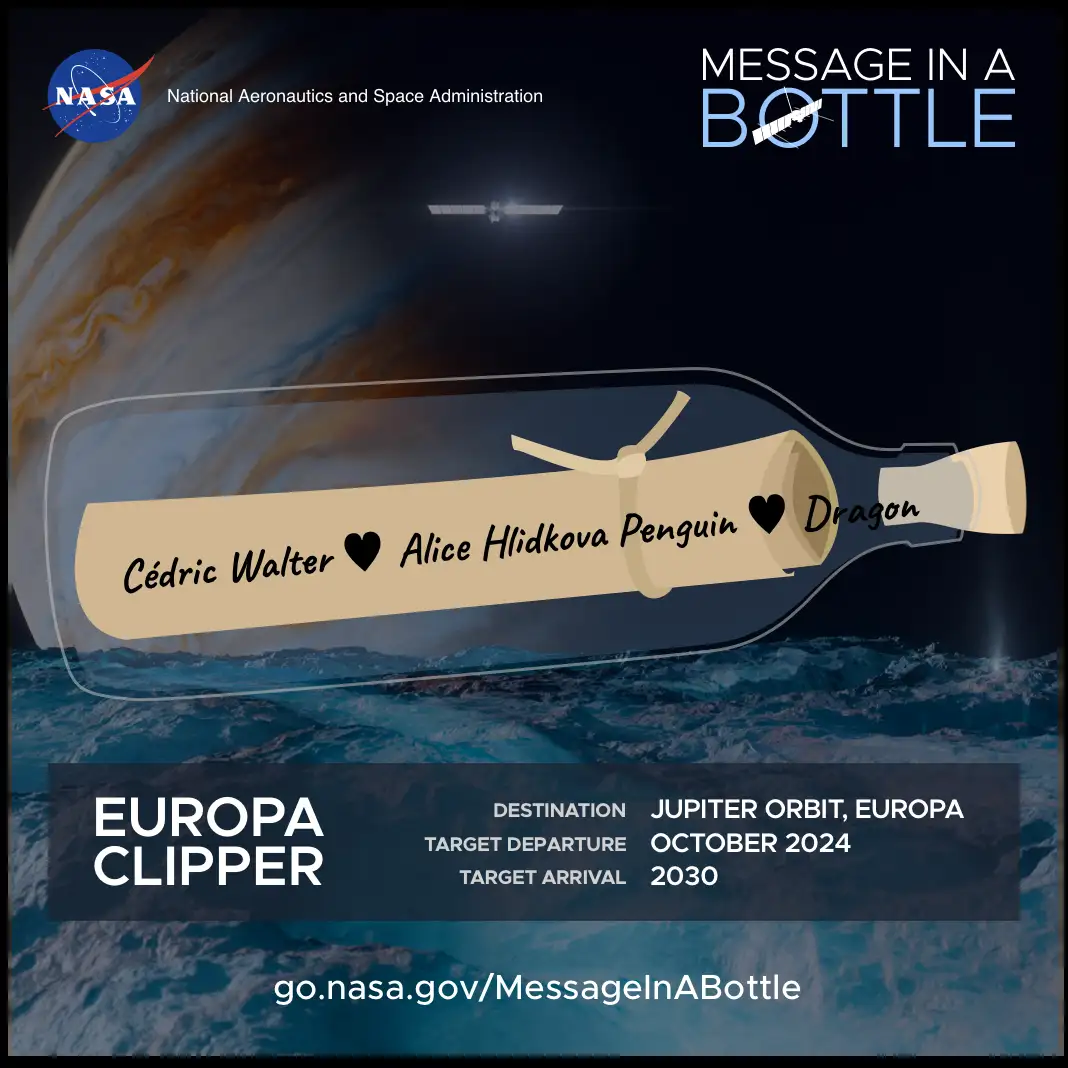 NASA
National Aeronautics and Space Administration
MESSAGE IN A
BOTTLE
Cédric Walter ♥ Alice Hlidkova Penguin ♥ Dragon
EUROPA
CLIPPER
DESTINATION JUPITER ORBIT, EUROPA
TARGET DEPARTURE OCTOBER 2024
TARGET ARRIVAL 2030
go.nasa.gov/MessageInABottle